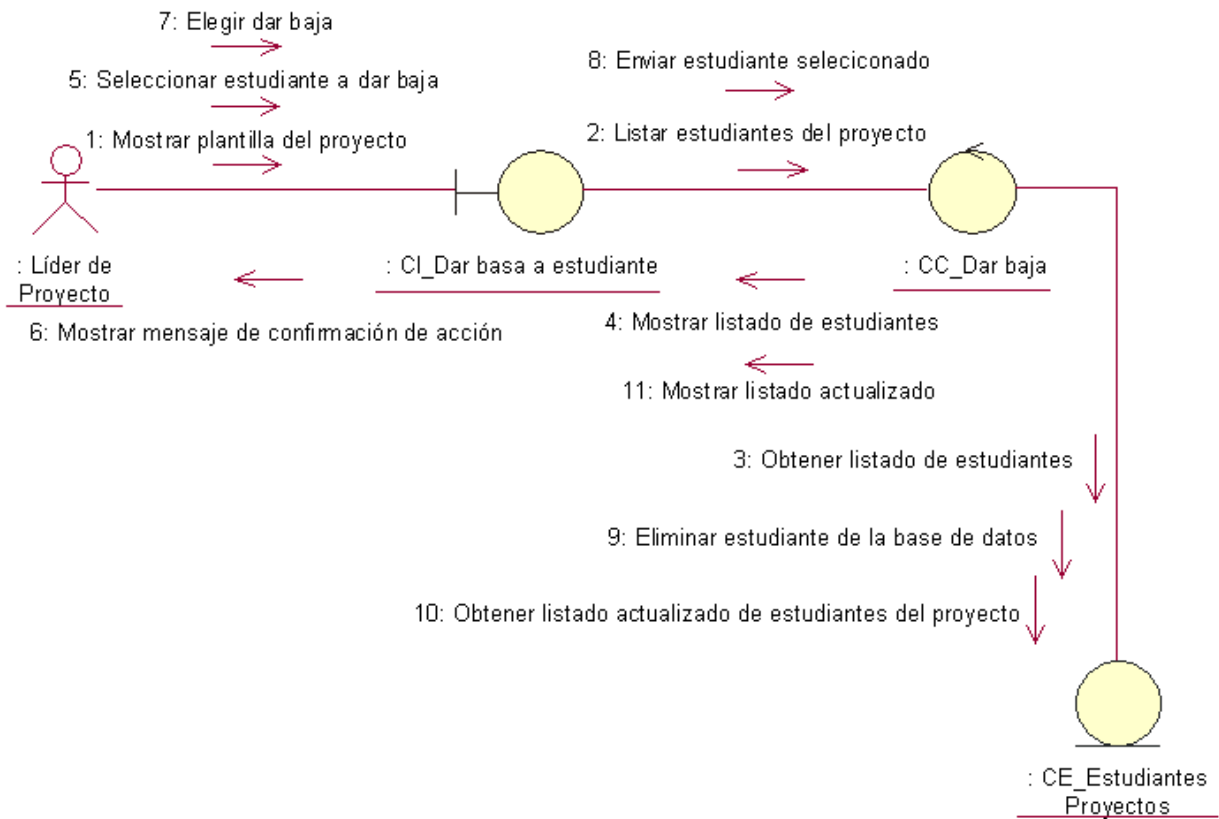 7: Elegir dar baja
8: Enviar estudiante seleciconado
5: Seleccionar estudiante a dar baja
1: Mostrar plantilla del proyecto
2: Listar estudiantes del proyecto
: Líder de
Proyecto
: CI_Dar basa a estudiante
: CC_Dar baja
6: Mostrar mensaje de confirmación de acción
4: Mostrar listado de estudiantes
11: Mostrar listado actualizado
3: Obtener listado de estudiantes
9: Eliminar estudiante de la base de datos
10: Obtener listado actualizado de estudiantes del proyecto
: CE_Estudiantes
Proyectos